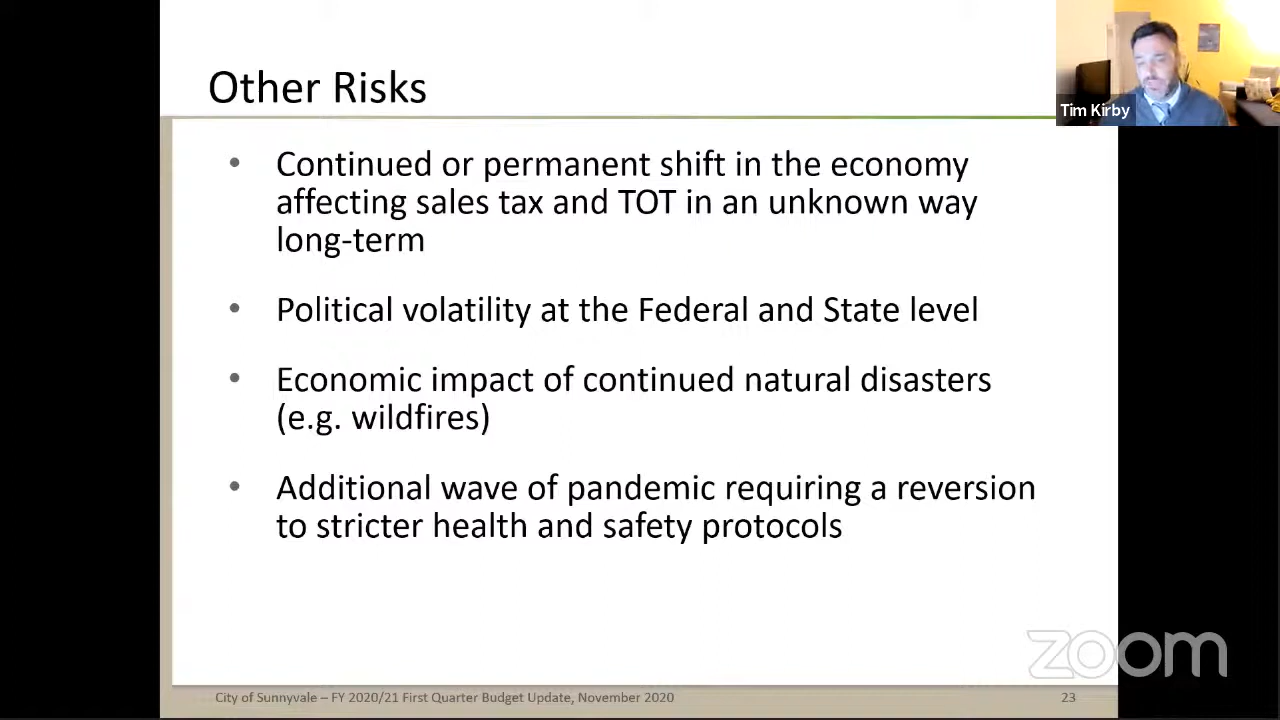 Other Risks
Tim Kirby
• Continued or permanent shift in the economy
affecting sales tax and TOT in an unknown way
long-term
• Political volatility at the Federal and State level
• Economic impact of continued natural disasters
(e.g. wildfires)
• Additional wave of pandemic requiring a reversion
to stricter health and safety protocols
zoom
City of Sunnyvale – FY 2020/21 First Quarter Budget Update, November 2020
23